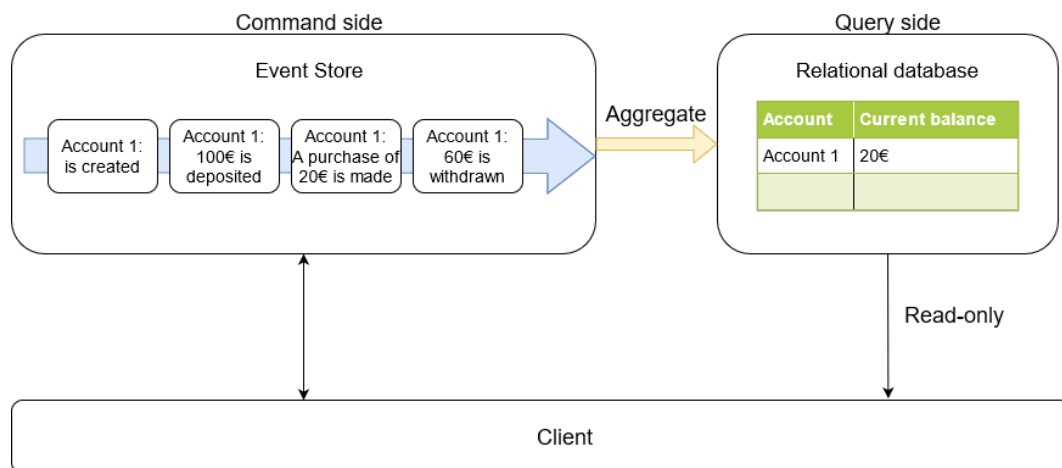 Command side
Query side
Event Store
Relational database
Account 1:
is created
Account 1:
100€ is
deposited
Account 1:
A purchase of
20€ is made
Account 1:
60€ is
withdrawn
Aggregate
Account Current balance
Account 1 20€
Read-only
Client